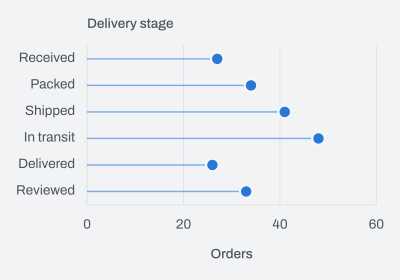 Delivery stage
Received
Packed
Shipped
In transit
Delivered
Reviewed
0 20 40 60
Orders